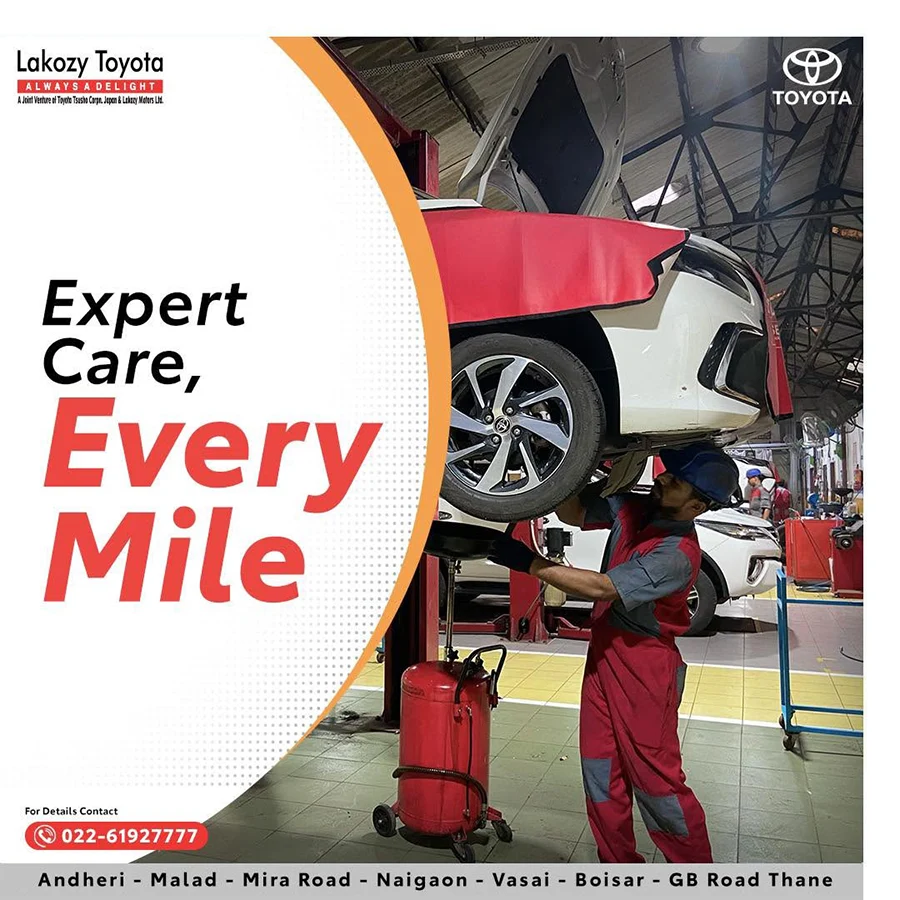 Lakozy Toyota
ALWAYS A DELIGHT
A Joint Venture of Toyota Tsusho Corpn. Japan & Lakozy Motors Ltd.
TOYOTA
Expert
Care,
Every
Mile
For Details Contact
022-61927777
Andheri - Malad - Mira Road - Naigaon - Vasai - Boisar - GB Road Thane